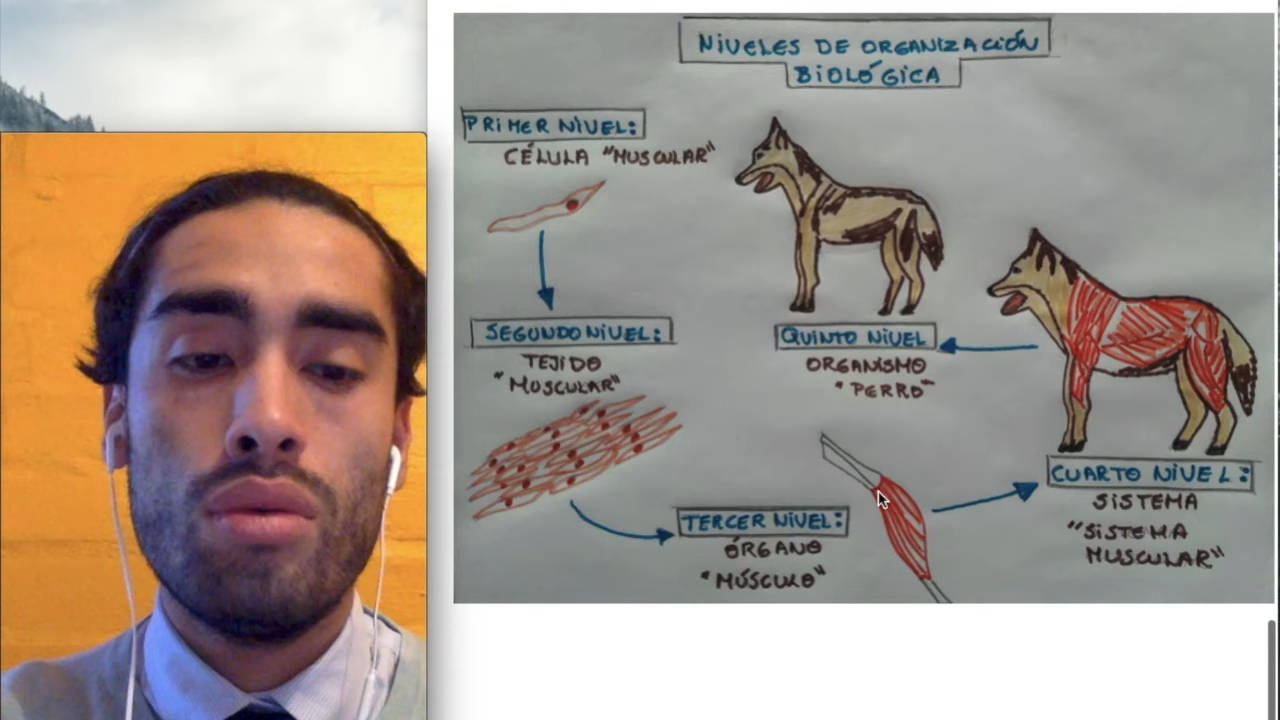 NIVELES DE ORGANIZACIÓN
BIOLÓGICA
PRIMER NIVEL:
CÉLULA "MUSCULAR"
SEGUNDO NIVEL:
TEJIDO
"MUSCULAR"
TERCER NIVEL:
ÓRGANO
"MÚSCULO"
CUARTO NIVEL:
SISTEMA
"SISTEMA
MUSCULAR"
QUINTO NIVEL
ORGANISMO
"PERRO"